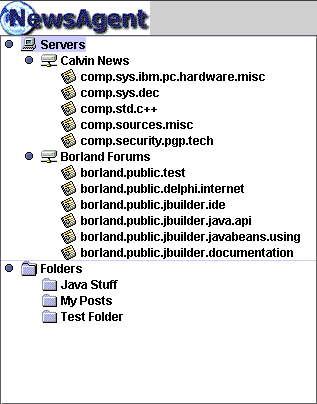 NewsAgent
Servers
Calvin News
comp.sys.ibm.pc.hardware.misc
comp.sys.dec
comp.std.c++
comp.sources.misc
comp.security.pgp.tech
Borland Forums
borland.public.test
borland.public.delphi.internet
borland.public.jbuilder.ide
borland.public.jbuilder.java.api
borland.public.jbuilder.javabeans.using
borland.public.jbuilder.documentation
Folders
Java Stuff
My Posts
Test Folder